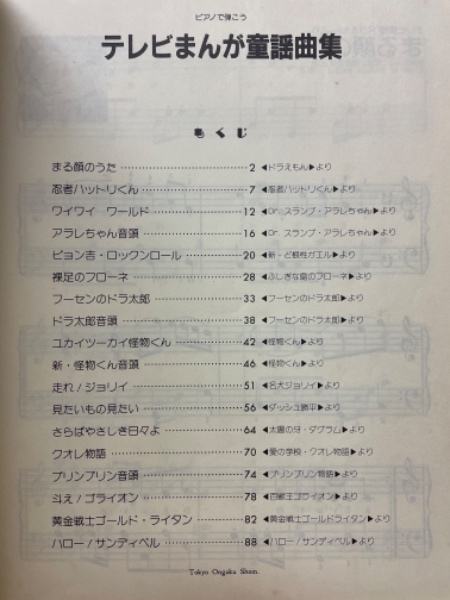 ピアノで弾こう
テレビまんが童謡曲集
もくじ
まる顔のうた…………………………2 ◀ドラえもん▶より
忍者ハットリくん……………………7 ◀忍者ハットリくん▶より
ワイワイ ワールド…………………12 ◀Dr. スランプ・アラレちゃん▶より
アラレちゃん音頭……………………16 ◀Dr. スランプ・アラレちゃん▶より
ピョン吉・ロックンロール…………20 ◀新・ど根性ガエル▶より
裸足のフローネ………………………28 ◀ふしぎな島のフローネ▶より
フーセンのドラ太郎…………………33 ◀フーセンのドラ太郎▶より
ドラ太郎音頭…………………………38 ◀フーセンのドラ太郎▶より
ユカイツーカイ怪物くん……………42 ◀怪物くん▶より
新・怪物くん音頭……………………46 ◀怪物くん▶より
走れ/ジョリイ………………………51 ◀名犬ジョリイ▶より
見たいもの見たい……………………56 ◀ダッシュ勝平▶より
さらばやさしき日々よ………………64 ◀太陽の牙・ダグラム▶より
クオレ物語……………………………70 ◀愛の学校・クオレ物語▶より
プリンプリン音頭……………………74 ◀プリンプリン物語▶より
斗え/ゴライオン……………………78 ◀百獣王ゴライオン▶より
黄金戦士ゴールド・ライタン………82 ◀黄金戦士ゴールドライタン▶より
ハロー/サンディベル………………88 ◀ハロー/サンディベル▶より
Tokyo Ongaku Shoin.